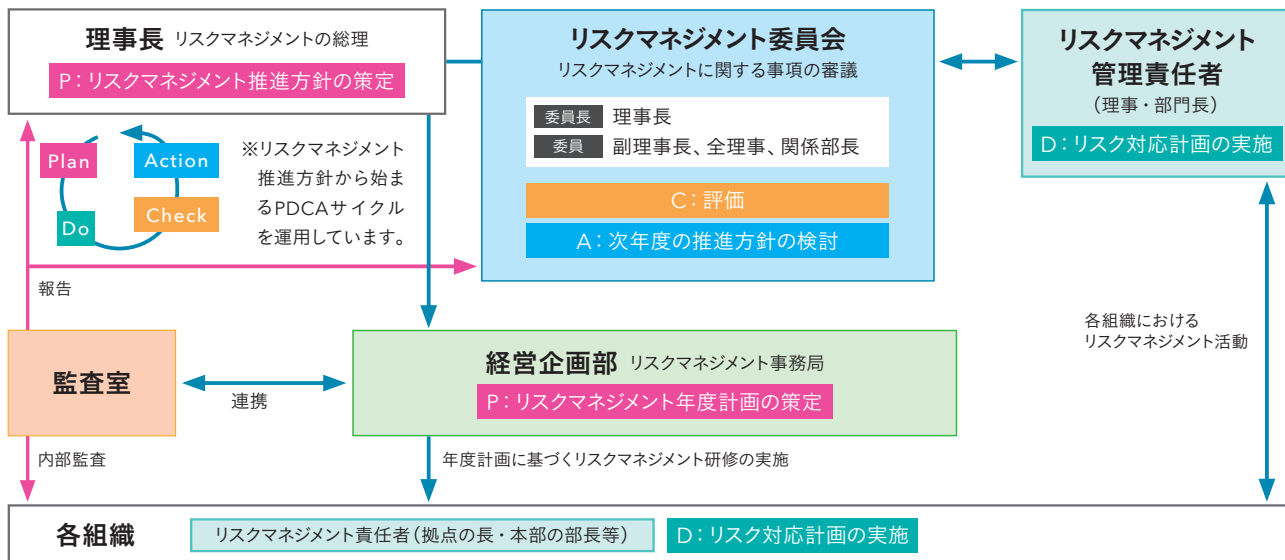 理事長 リスクマネジメントの総理
P：リスクマネジメント推進方針の策定
Plan
Action
Do
Check
※リスクマネジメント
推進方針から始ま
るPDCAサイクル
を運用しています。
リスクマネジメント委員会
リスクマネジメントに関する事項の審議
委員長 理事長
委員 副理事長、全理事、関係部長
C：評価
A：次年度の推進方針の検討
リスクマネジメント
管理責任者
（理事・部門長）
D：リスク対応計画の実施
報告
監査室
連携
経営企画部 リスクマネジメント事務局
P：リスクマネジメント年度計画の策定
各組織における
リスクマネジメント活動
内部監査
年度計画に基づくリスクマネジメント研修の実施
各組織 リスクマネジメント責任者（拠点の長・本部の部長等） D：リスク対応計画の実施